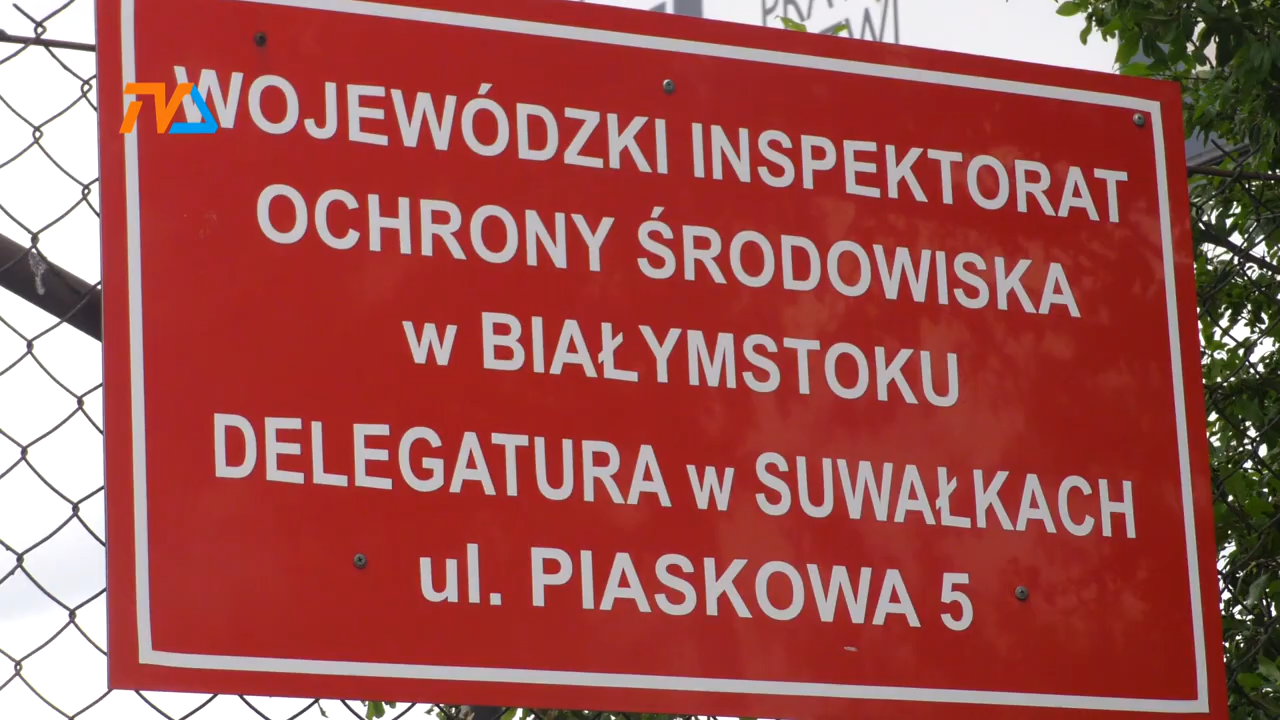 WOJEWÓDZKI INSPEKTORAT
OCHRONY ŚRODOWISKA
w BIAŁYMSTOKU
DELEGATURA w SUWAŁKACH
ul. PIASKOWA 5